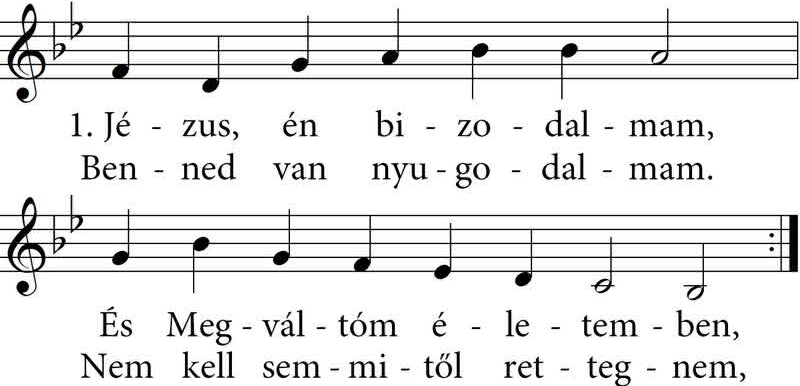 1. Jé - zus, én bi - zo - dal - mam,
Ben - ned van nyu - go - dal - mam.
És Meg - vál - tóm é - le - tem - ben,
Nem kell sem - mi - től ret - teg - nem,